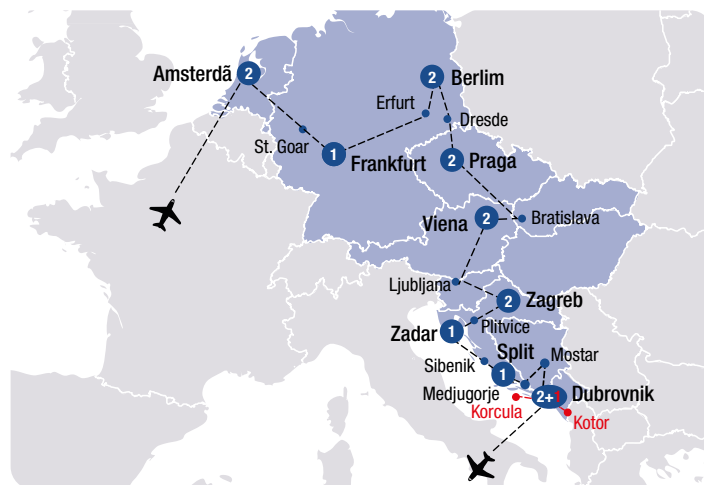 Amsterdã
2
2
Berlim
Erfurt
Dresde
St. Goar
1
Frankfurt
2
Praga
Viena
2
Bratislava
Ljubljana
2
Zagreb
Plitvice
Zadar
1
Split
Mostar
Sibenik
1
Medjugorje
2+1
Dubrovnik
Korcula
Kotor